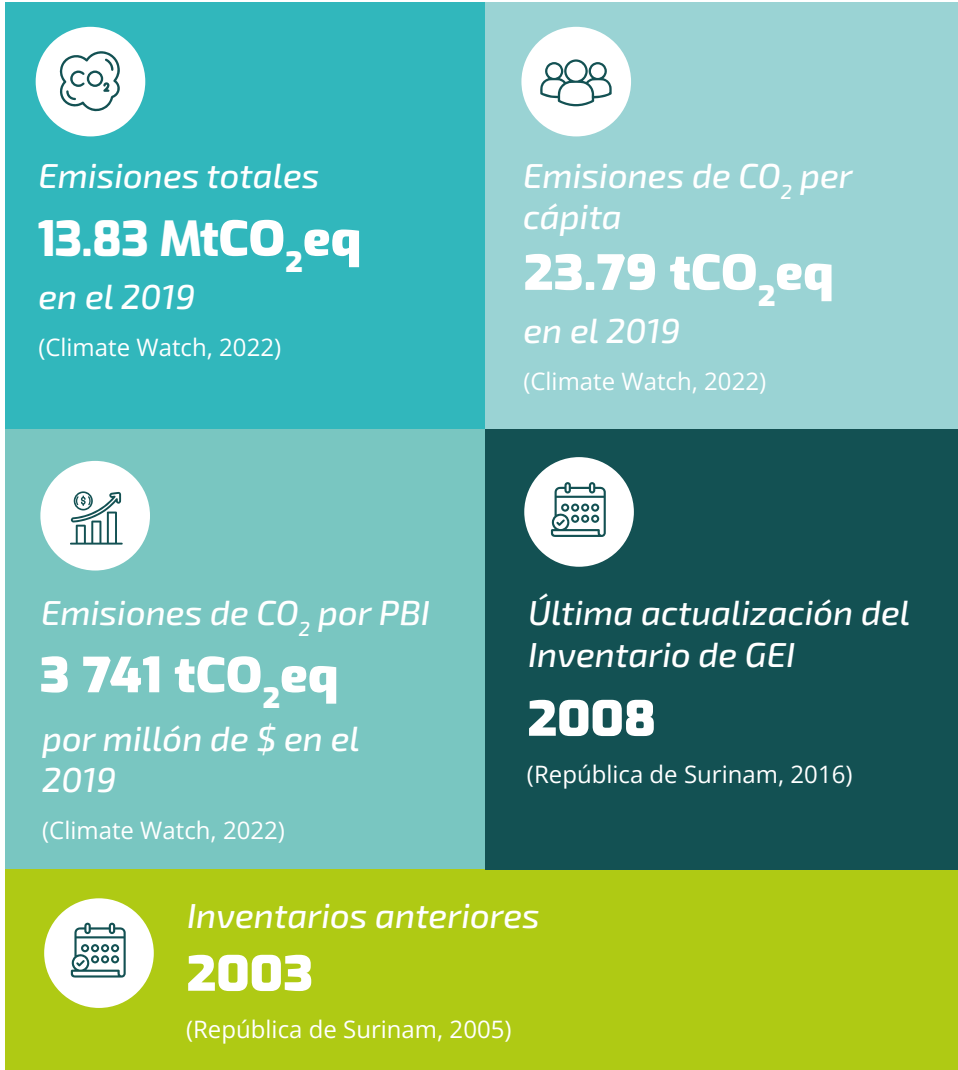 CO₂
Emisiones totales
13.83 MtCO₂eq
en el 2019
(Climate Watch, 2022)
Emisiones de CO₂ per
cápita
23.79 tCO₂eq
en el 2019
(Climate Watch, 2022)
$
Emisiones de CO₂ por PBI
3 741 tCO₂eq
por millón de $ en el
2019
(Climate Watch, 2022)
Última actualización del
Inventario de GEI
2008
(República de Surinam, 2016)
Inventarios anteriores
2003
(República de Surinam, 2005)